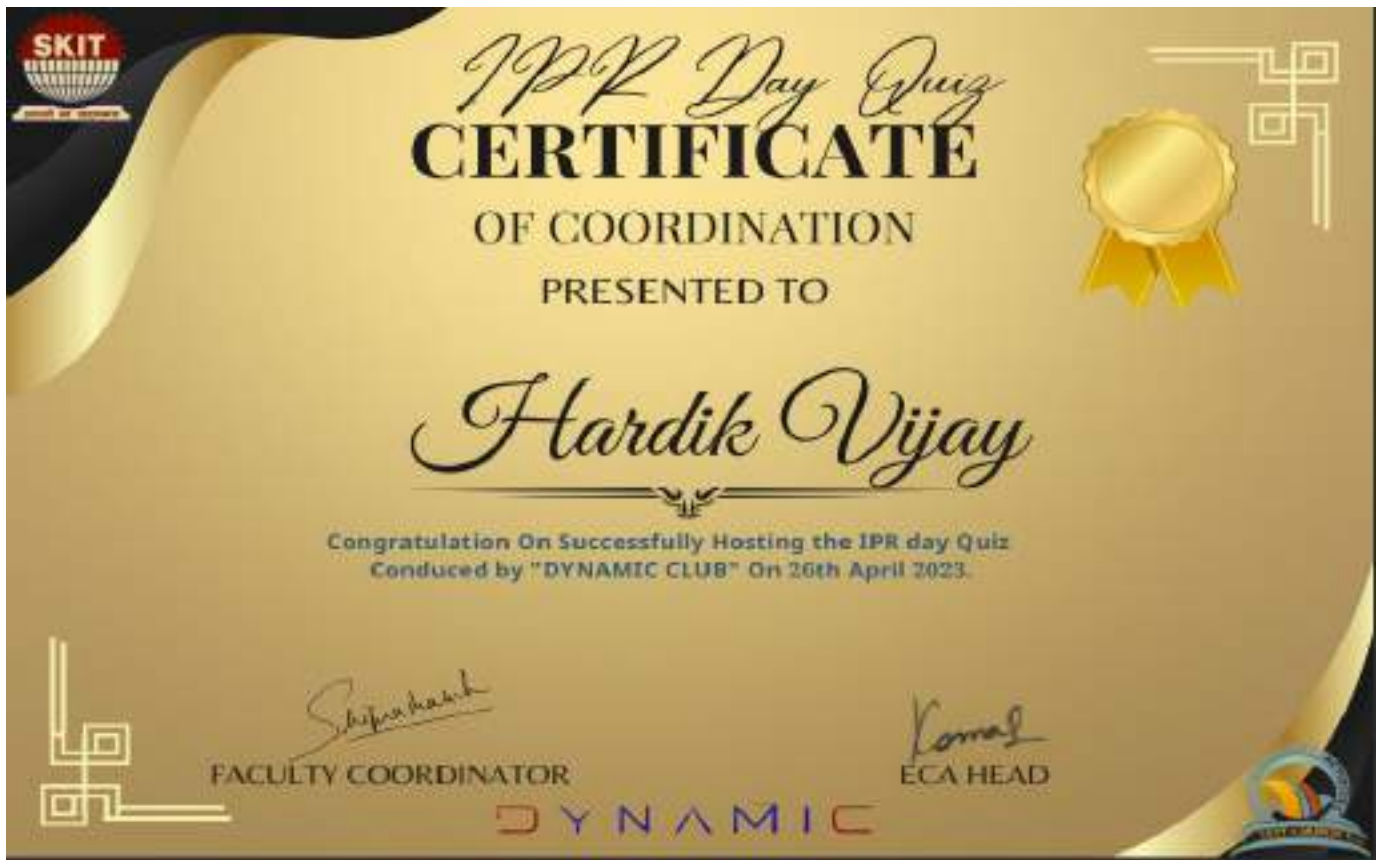 SKIT
IPR Day Quiz
CERTIFICATE
OF COORDINATION
PRESENTED TO
Hardik Vijay
Congratulation On Successfully Hosting the IPR day Quiz
Conduced by "DYNAMIC CLUB" On 26th April 2023.
Komal
FACULTY COORDINATOR
ECA HEAD
DYNAMIC